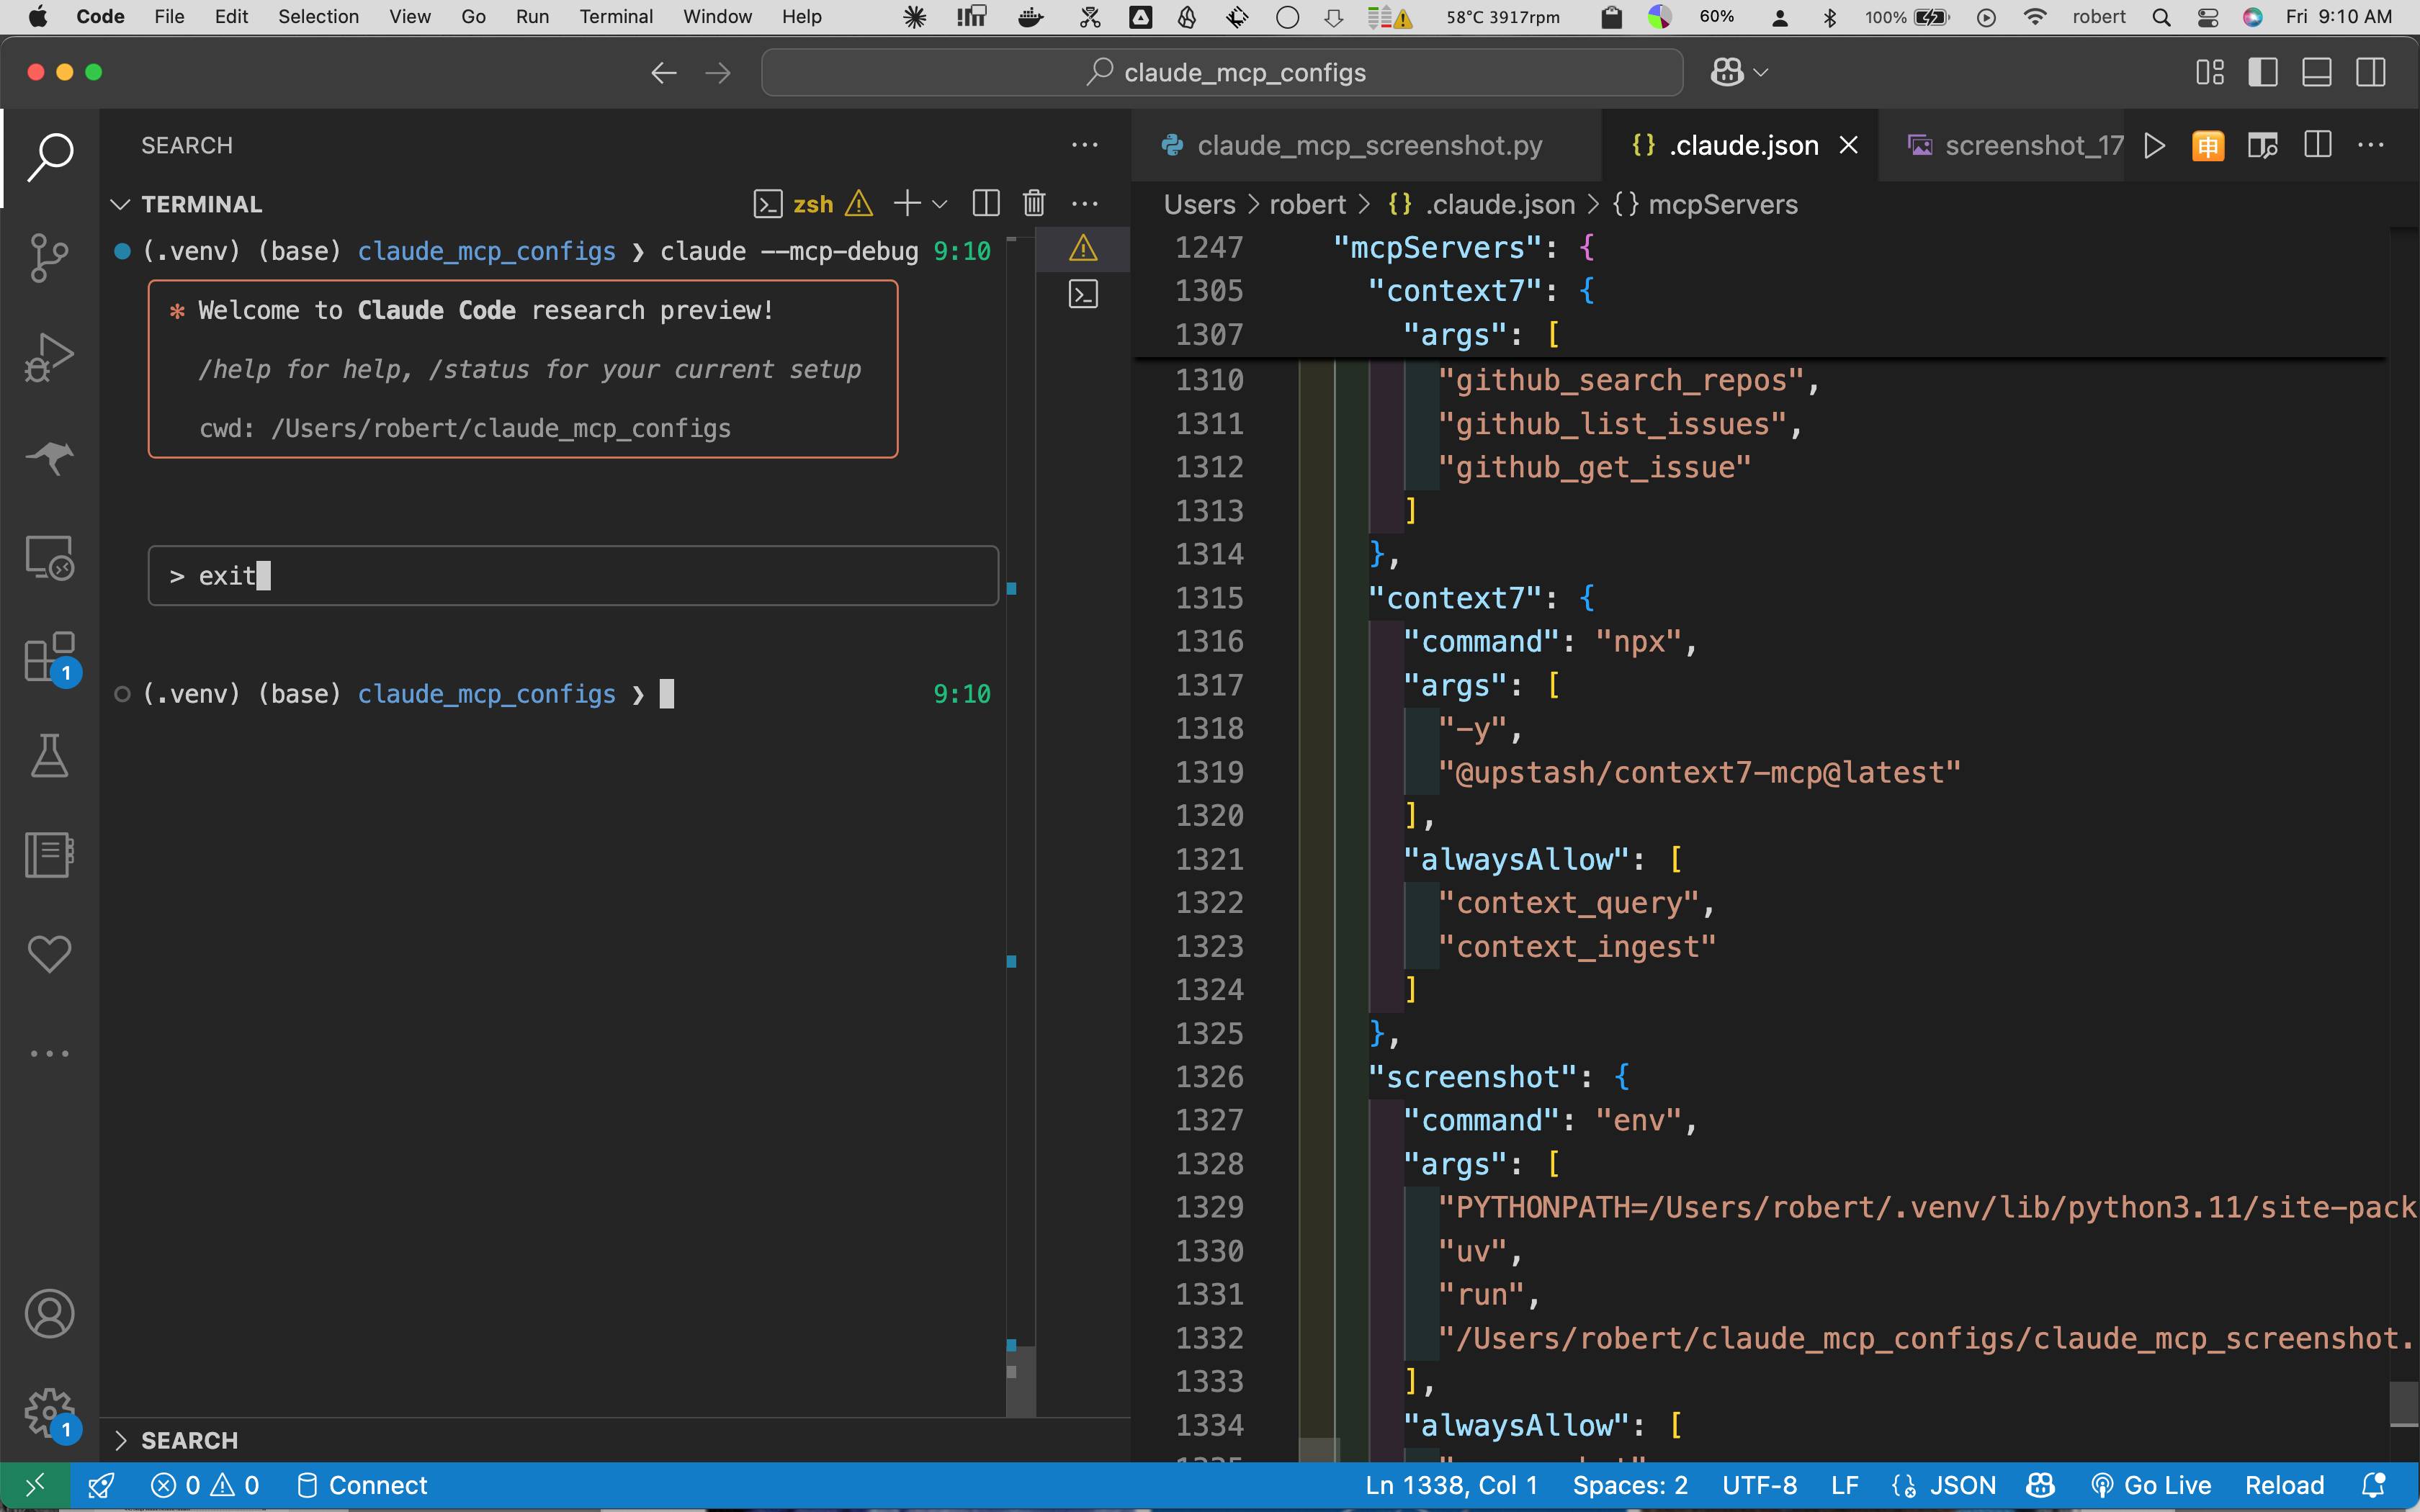 Code File Edit Selection View Go Run Terminal Window Help 58°C 3917rpm 60% 100% robert Fri 9:10 AM
claude_mcp_configs
SEARCH
TERMINAL
zsh
(.venv) (base) claude_mcp_configs ❯ claude --mcp-debug 9:10
* Welcome to Claude Code research preview!
/help for help, /status for your current setup
cwd: /Users/robert/claude_mcp_configs
> exit
(.venv) (base) claude_mcp_configs ❯ 9:10
SEARCH
1
1
claude_mcp_screenshot.py
{} .claude.json
screenshot_17
Users > robert > {} .claude.json > {} mcpServers
1247 "mcpServers": {
1305 "context7": {
1307 "args": [
1310 "github_search_repos",
1311 "github_list_issues",
1312 "github_get_issue"
1313 ]
1314 },
1315 "context7": {
1316 "command": "npx",
1317 "args": [
1318 "-y",
1319 "@upstash/context7-mcp@latest"
1320 ],
1321 "alwaysAllow": [
1322 "context_query",
1323 "context_ingest"
1324 ]
1325 },
1326 "screenshot": {
1327 "command": "env",
1328 "args": [
1329 "PYTHONPATH=/Users/robert/.venv/lib/python3.11/site-pack
1330 "uv",
1331 "run",
1332 "/Users/robert/claude_mcp_configs/claude_mcp_screenshot.
1333 ],
1334 "alwaysAllow": [
0 0 Connect Ln 1338, Col 1 Spaces: 2 UTF-8 LF JSON Go Live Reload